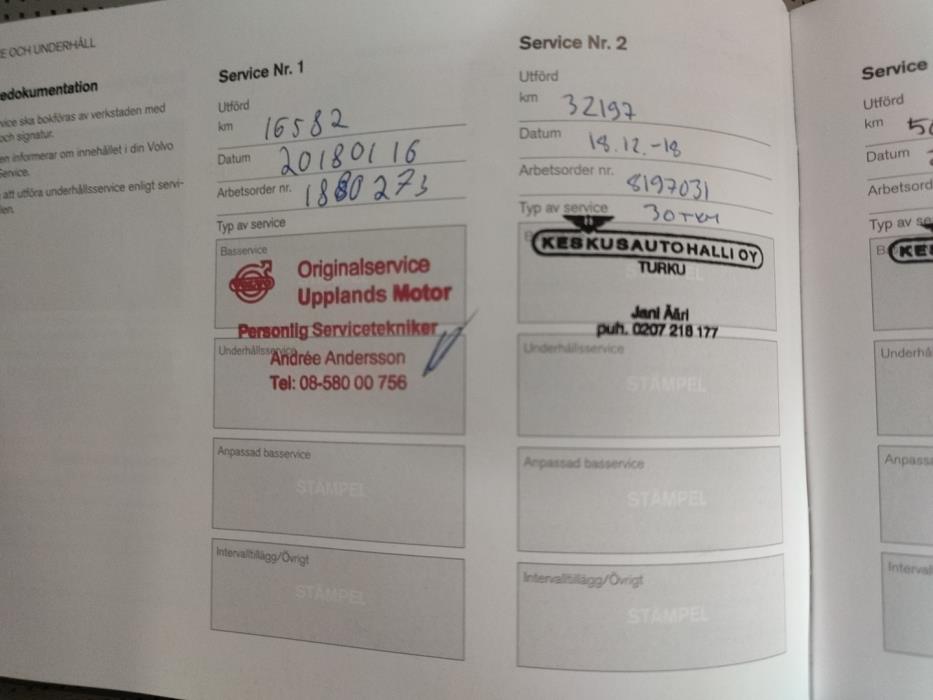 E OCH UNDERHÅLL
edokumentation
vice ska bokföras av verkstaden med
och signatur.
en informerar om innehållet i din Volvo
Service.
att utföra underhållsservice enligt servi-
len.
Service Nr. 1
Utförd
km 16582
Datum 20180116
Arbetsorder nr. 1880273
Typ av service
Basservice
Originalservice
Upplands Motor
Personlig Servicetekniker
Underhållsservice
Andrée Andersson
Tel: 08-580 00 756
Anpassad basservice
STÄMPEL
Intervalltillägg/Övrigt
STÄMPEL
Service Nr. 2
Utförd
km 32197
Datum 18.12.-18
Arbetsorder nr. 8197031
Typ av service 30TKM
KESKUSAUTOHALLI OY
TURKU
Jani Ääri
puh. 0207 218 177
Underhållsservice
STÄMPEL
Anpassad basservice
STÄMPEL
Intervalltillägg/Övrigt
STÄMPEL
Service
Utförd
km
Datum
Arbetsord
Typ av se
KE
Underhå
Anpass
Interval